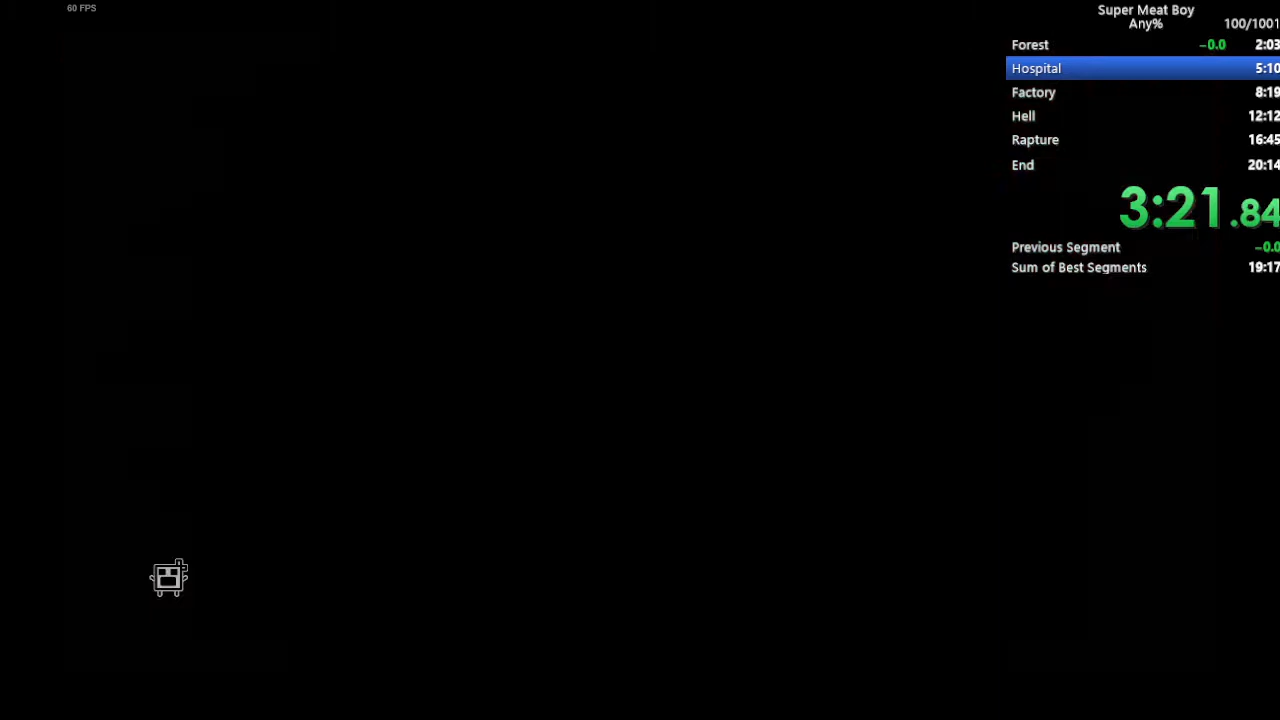 60 FPS
Super Meat Boy
Any% 100/1001
Forest -0.0 2:03
Hospital 5:10
Factory 8:19
Hell 12:12
Rapture 16:45
End 20:14
3:21.84
Previous Segment -0.0
Sum of Best Segments 19:17